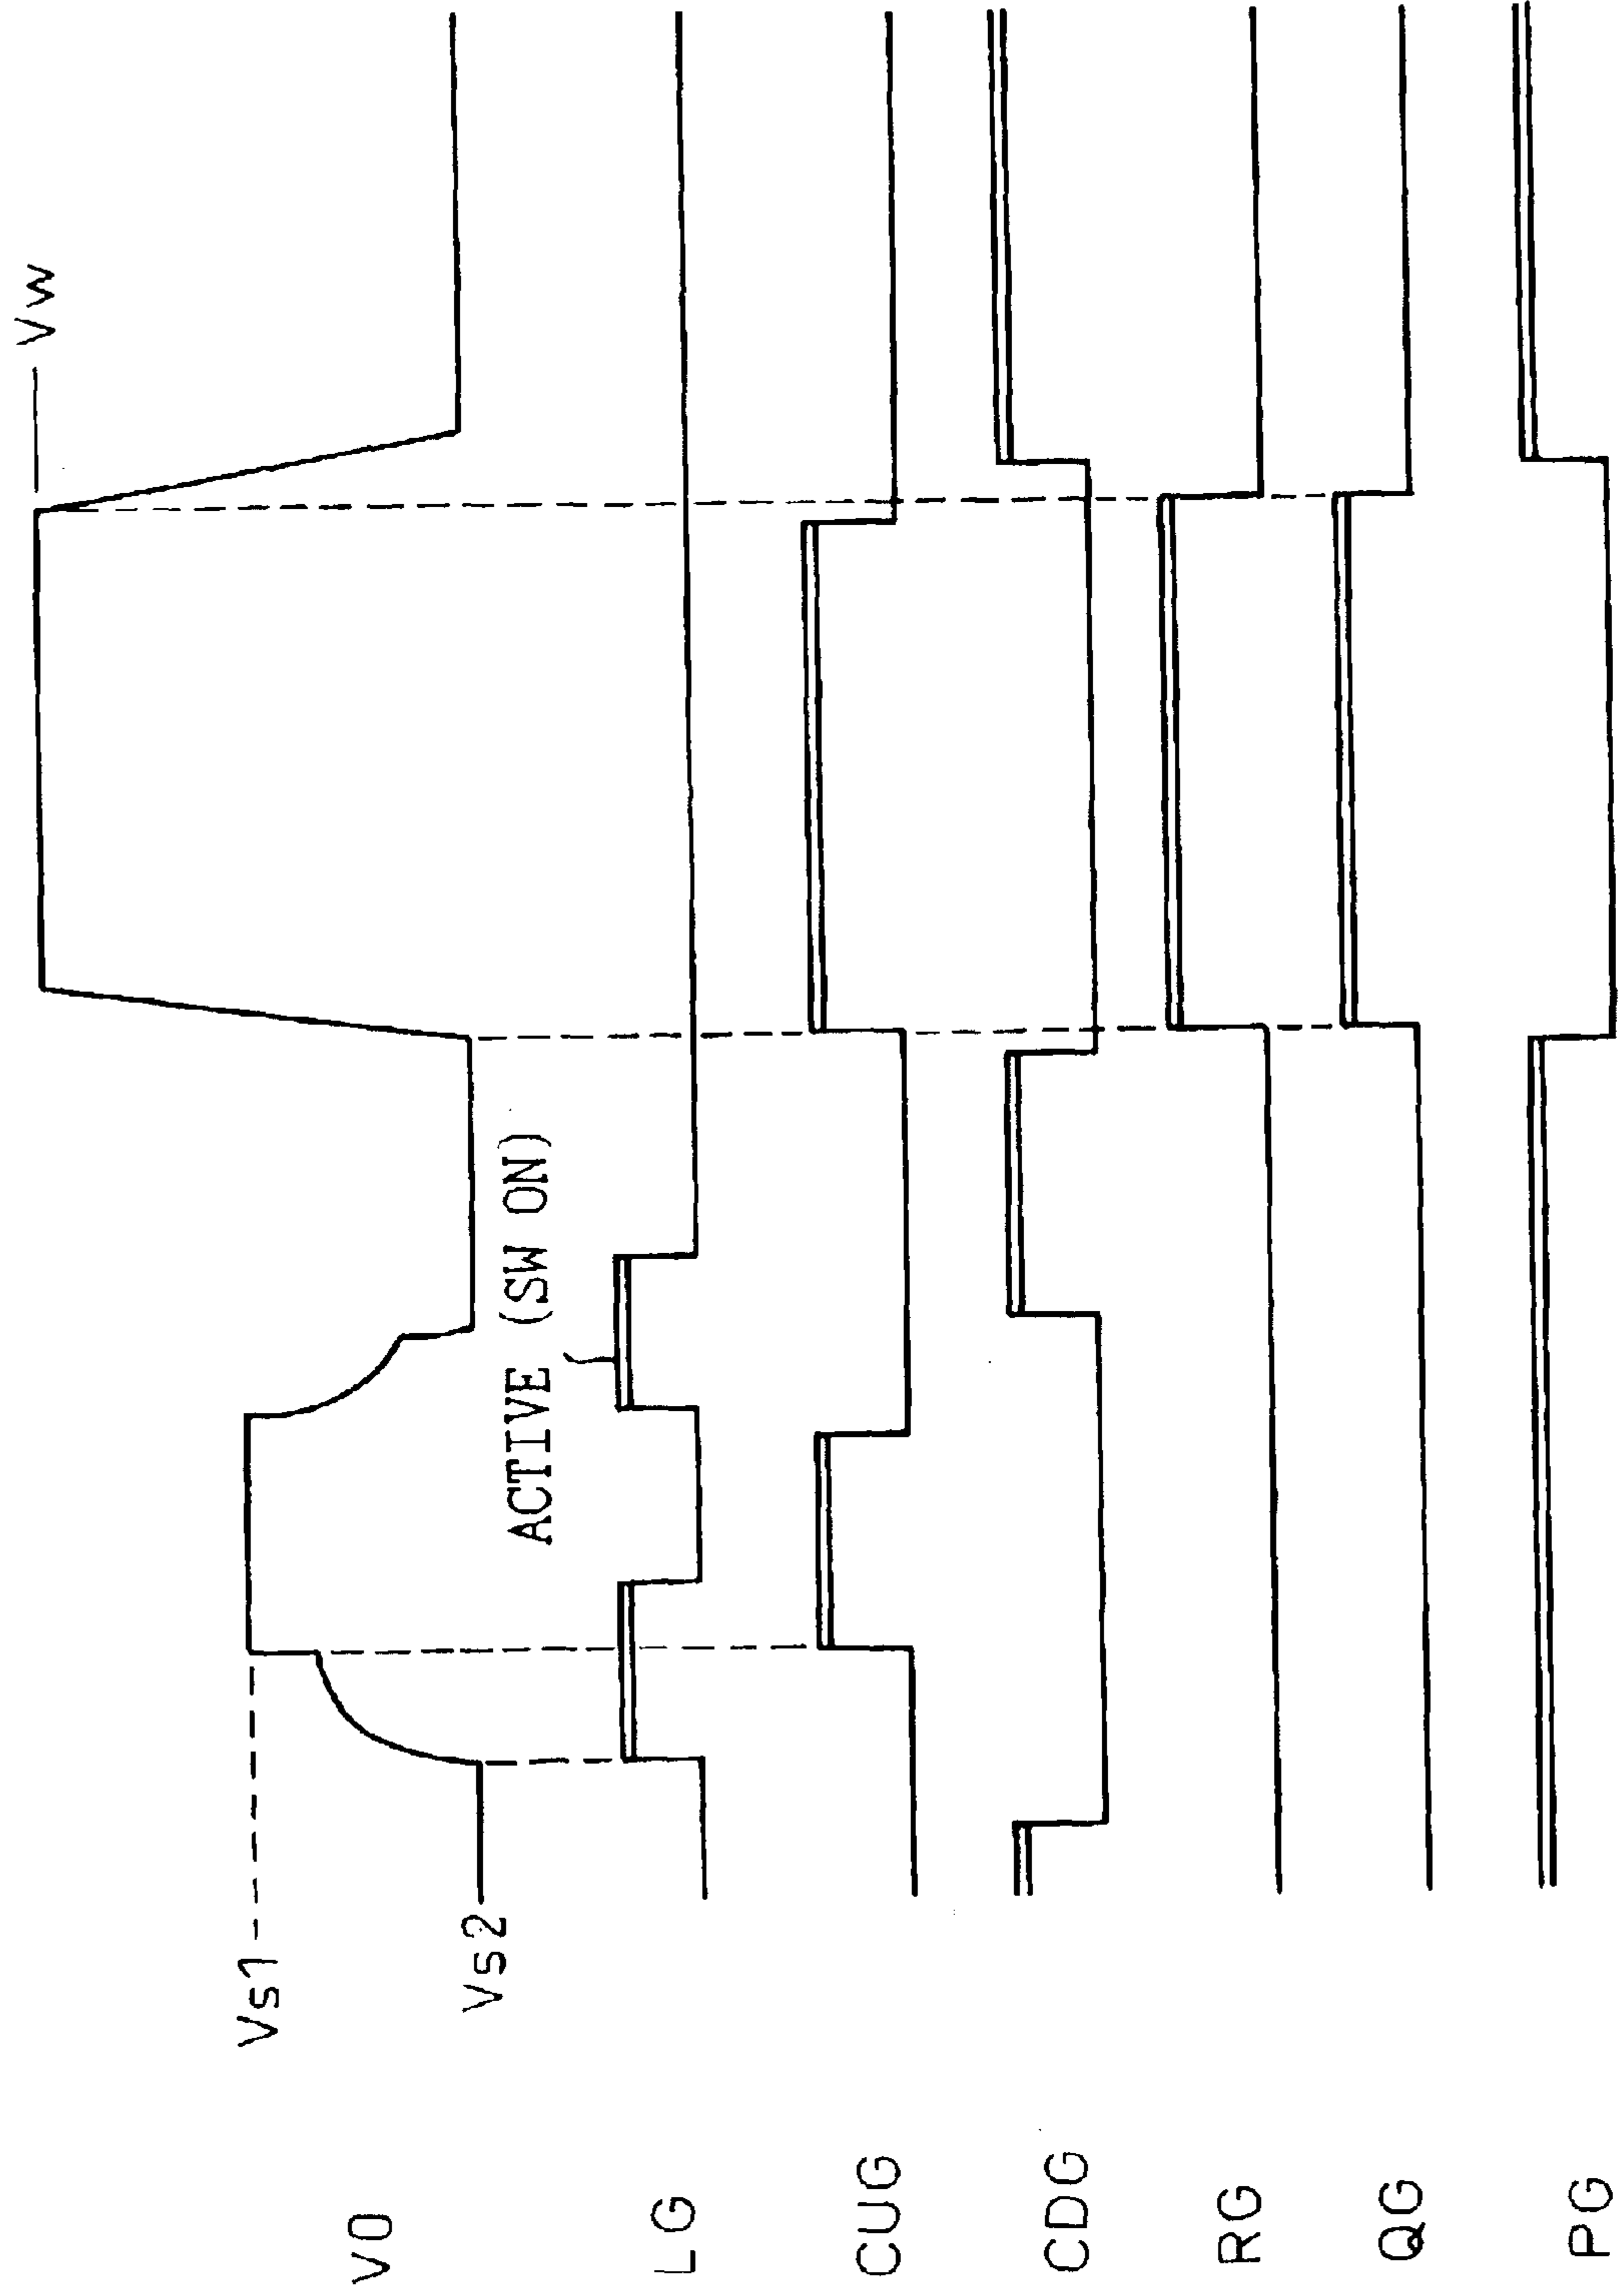 Vw
Vs1
V0
Vs2
ACTIVE (SW ON)
LG
CUG
CDG
RG
QG
PG